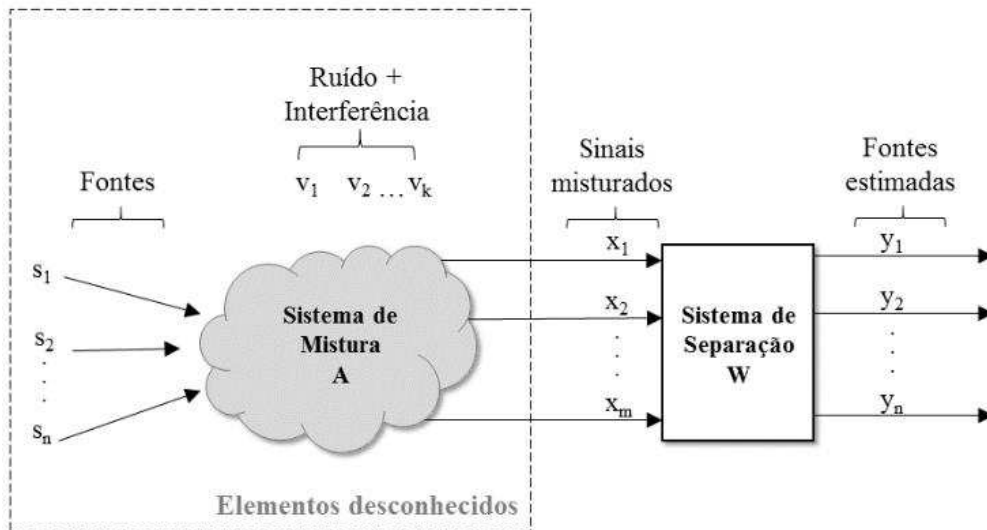 Ruído +
Interferência
v1 v2 ... vk
Fontes
Sinais
misturados
Fontes
estimadas
s1
s2
.
.
.
sn
Sistema de
Mistura
A
x1
x2
.
.
.
xm
Sistema de
Separação
W
y1
y2
.
.
.
yn
Elementos desconhecidos